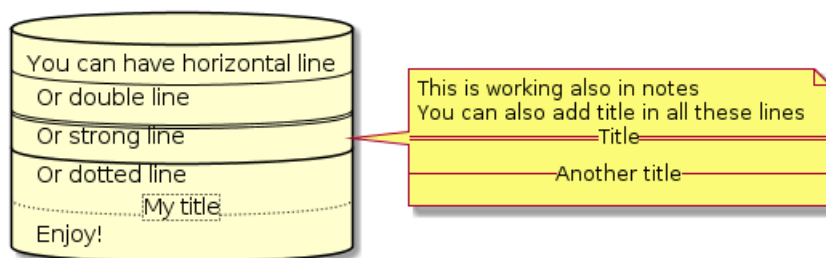 You can have horizontal line
Or double line
Or strong line
Or dotted line
My title
Enjoy!
This is working also in notes
You can also add title in all these lines
Title
Another title